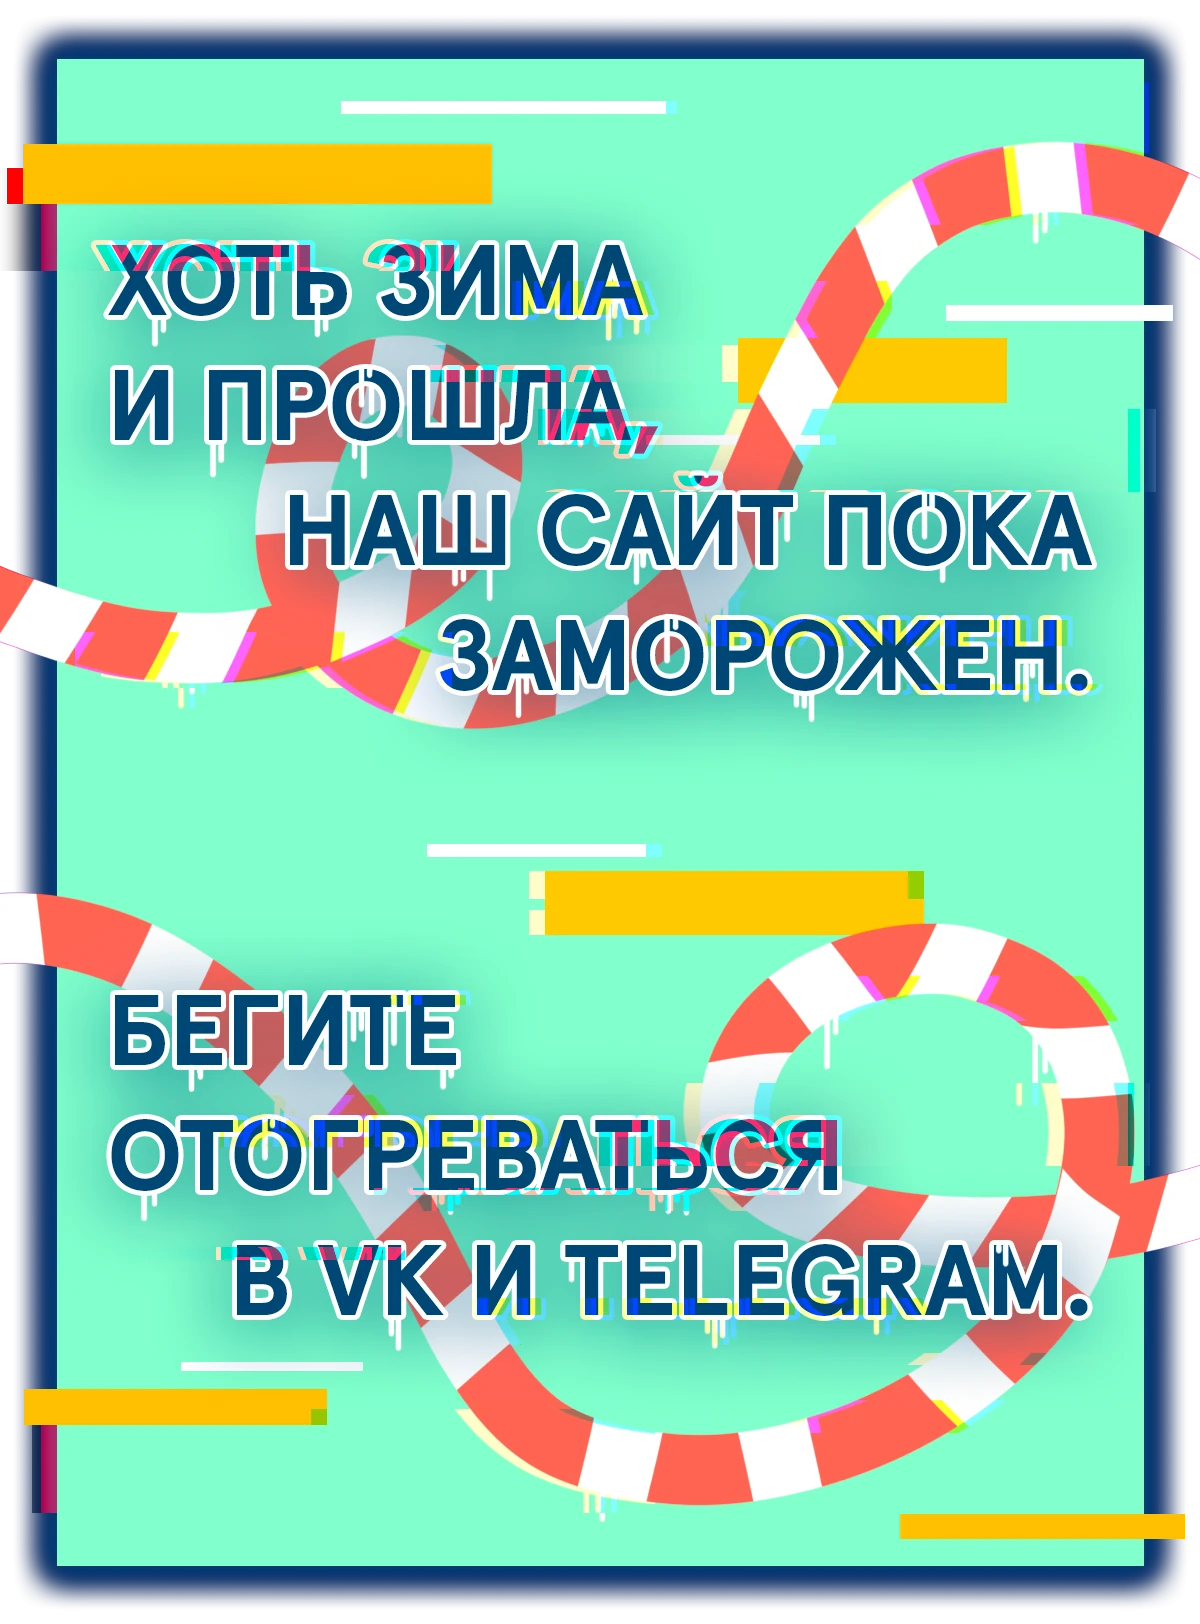 ХОТЬ ЗИМА
И ПРОШЛА,
НАШ САЙТ ПОКА
ЗАМОРОЖЕН.
БЕГИТЕ
ОТОГРЕВАТЬСЯ
В VK И TELEGRAM.